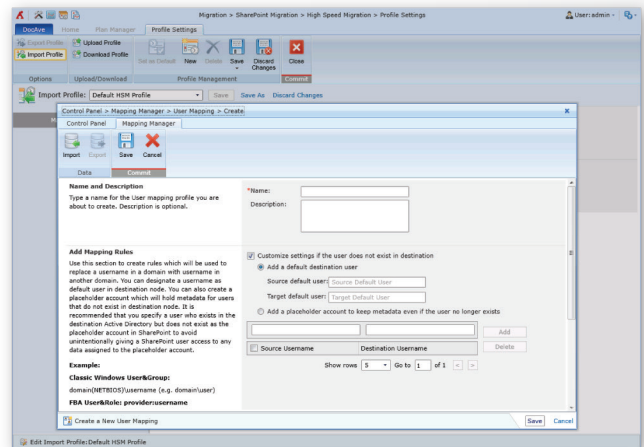 Migration > SharePoint Migration > High Speed Migration > Profile Settings
User: admin
DocAve Home Plan Manager Profile Settings
Export Profile Upload Profile
Import Profile Download Profile
Set as Default New Delete Save Discard Changes Close
Options Upload/Download Profile Management Commit
Import Profile: Default HSM Profile Save Save As Discard Changes
Control Panel > Mapping Manager > User Mapping > Create
Control Panel Mapping Manager
Import Export Save Cancel
Data Commit
Name and Description
Type a name for the User mapping profile you are
about to create. Description is optional.
*Name:
Description:
Add Mapping Rules
Use this section to create rules which will be used to
replace a username in a domain with username in
another domain. You can designate a username as
default user in destination node. You can also create a
placeholder account which will hold metadata for users
that do not exist in destination node. It is
recommended that you specify a user who exists in the
destination Active Directory but does not exist as the
placeholder account in SharePoint to avoid
unintentionally giving a SharePoint user access to any
data assigned to the placeholder account.
Example:
Classic Windows User&Group:
domain(NETBIOS)\username (e.g. domain\user)
FBA User&Role: provider:username
Customize settings if the user does not exist in destination
Add a default destination user
Source default user: Source Default User
Target default user: Target Default User
Add a placeholder account to keep metadata even if the user no longer exists
Add
Source Username Destination Username Delete
Show rows 5 Go to 1 of 1 < >
Create a New User Mapping Save Cancel
Edit Import Profile:Default HSM Profile